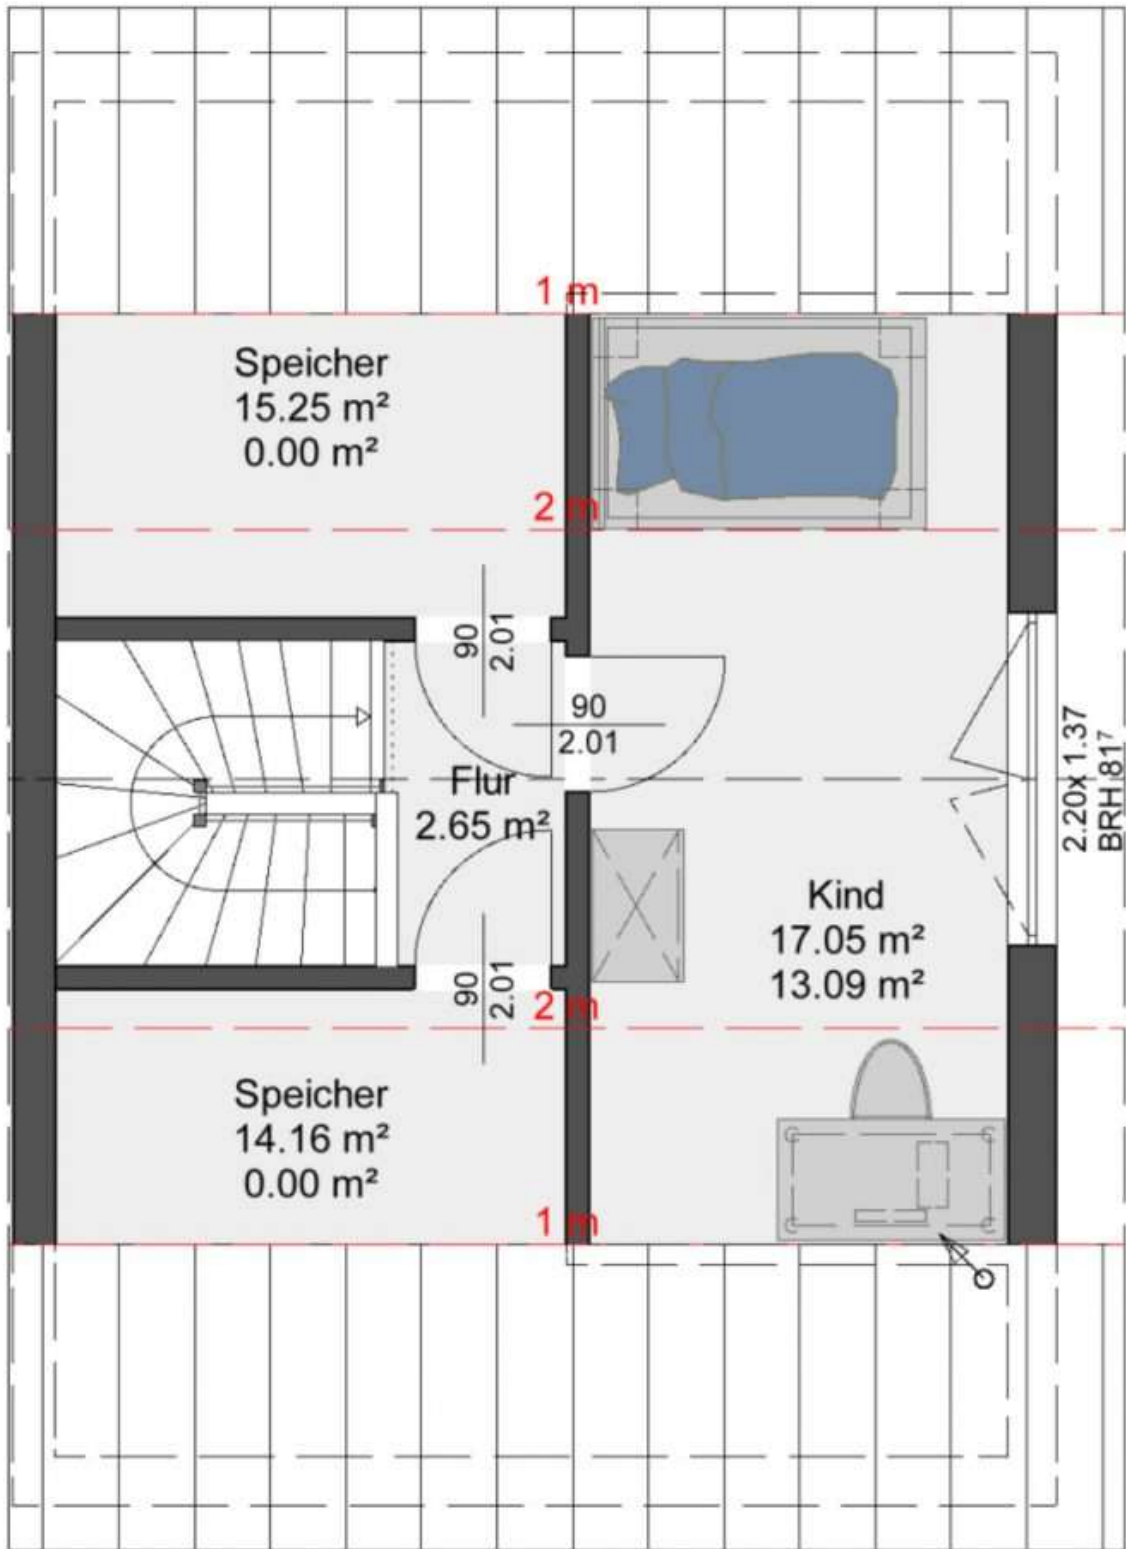 1 m
Speicher
15.25 m²
0.00 m²
2 m
90
2.01
90
2.01
Flur
2.65 m²
2.20x 1.37
BRH 81⁷
Kind
17.05 m²
13.09 m²
90
2.01
2 m
Speicher
14.16 m²
0.00 m²
1 m